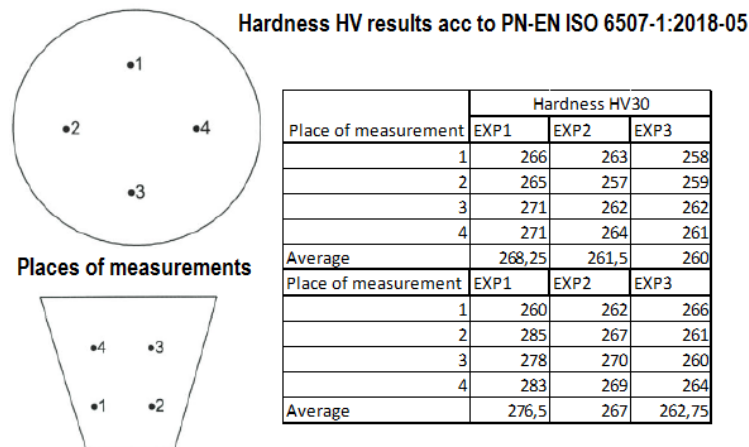 Hardness HV results acc to PN-EN ISO 6507-1:2018-05
•1
•2 •4
•3
Places of measurements
•4 •3
•1 •2
Hardness HV30
Place of measurement EXP1 EXP2 EXP3
1 266 263 258
2 265 257 259
3 271 262 262
4 271 264 261
Average 268,25 261,5 260
Place of measurement EXP1 EXP2 EXP3
1 260 262 266
2 285 267 261
3 278 270 260
4 283 269 264
Average 276,5 267 262,75